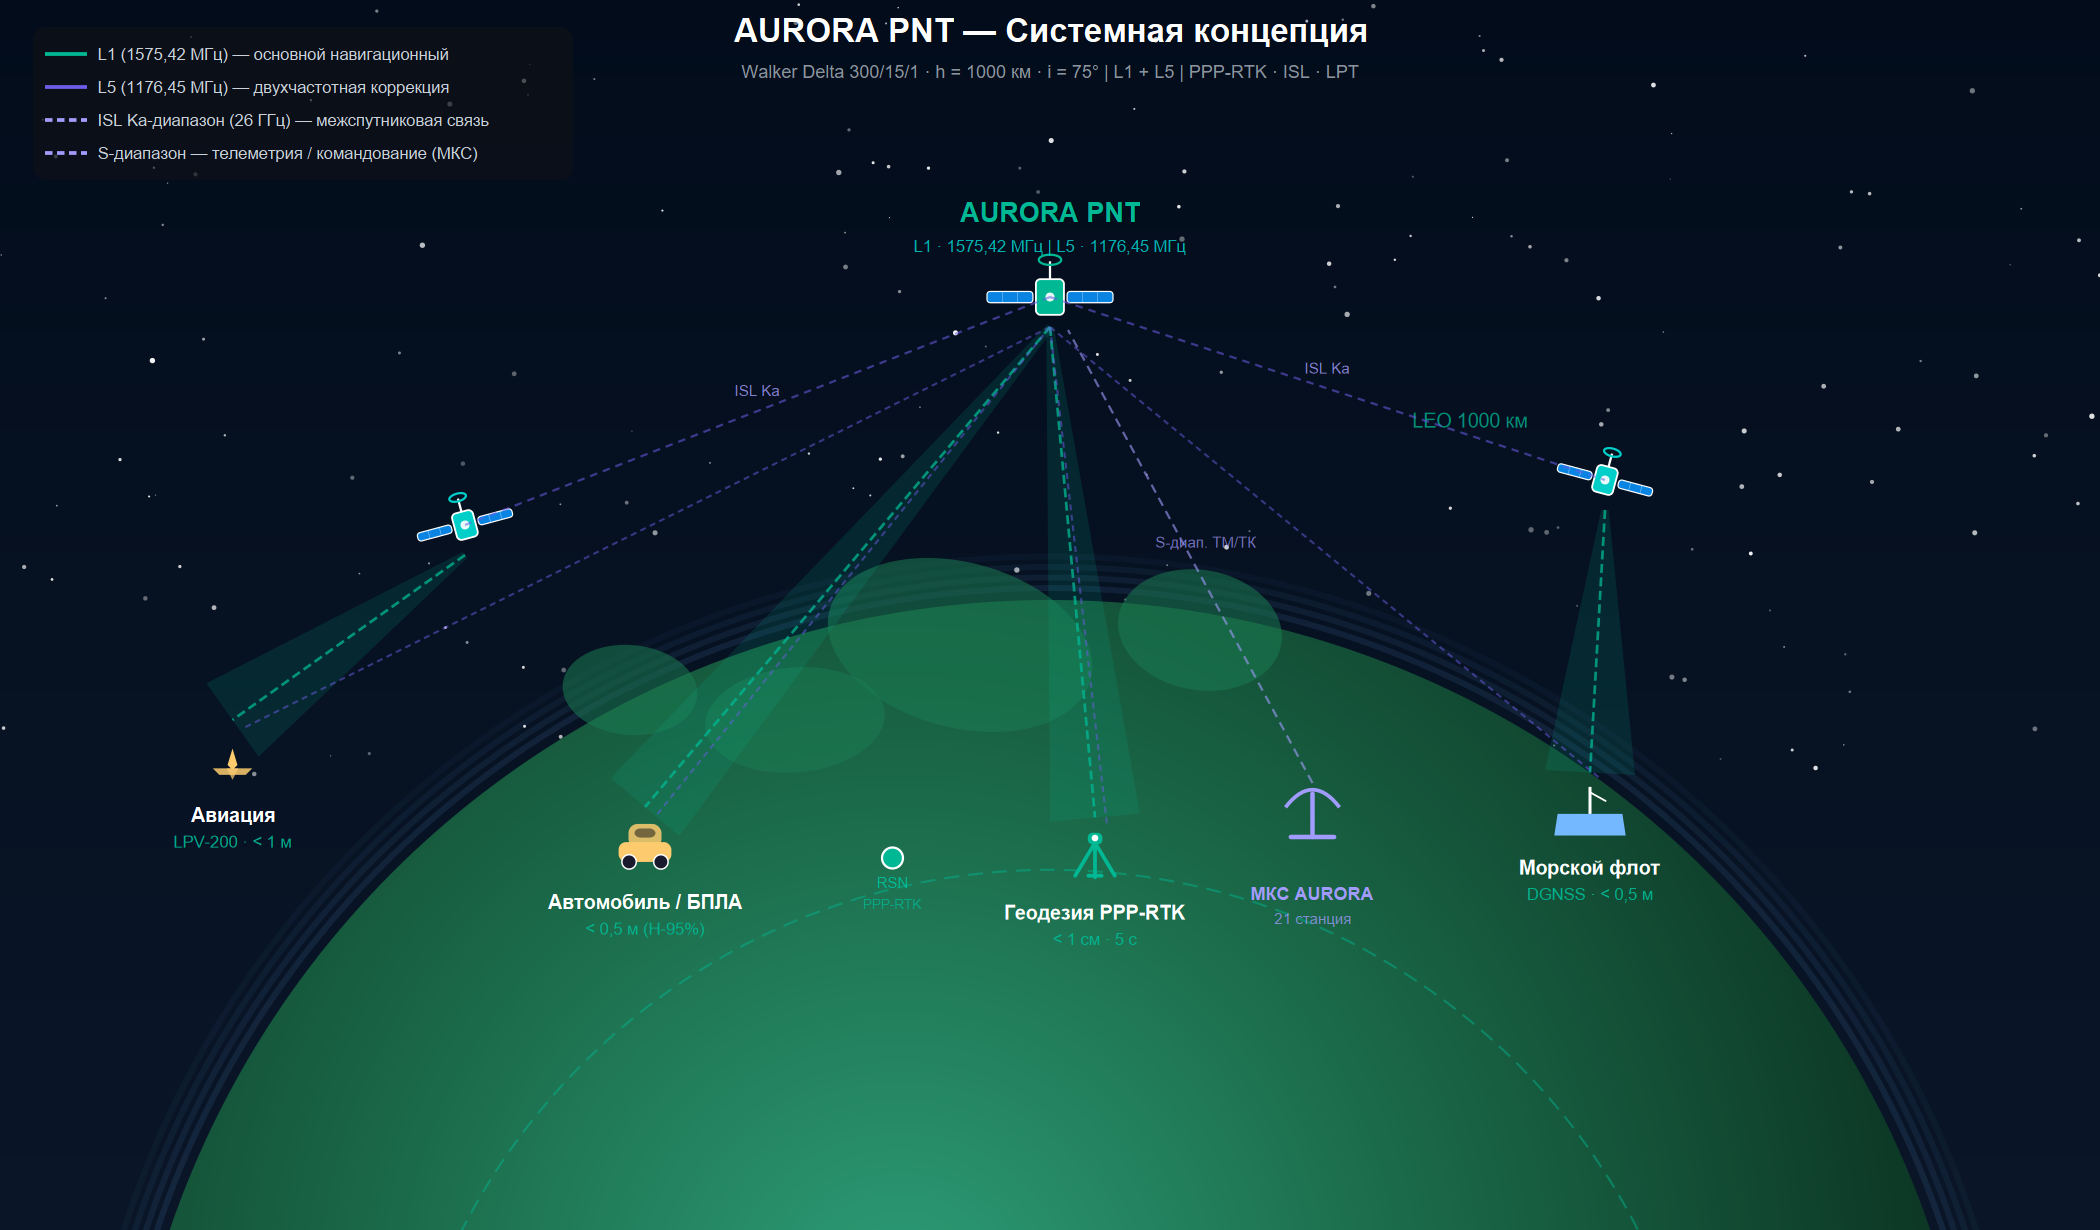 AURORA PNT — Системная концепция
Walker Delta 300/15/1 · h = 1000 км · i = 75° | L1 + L5 | PPP-RTK · ISL · LPT
L1 (1575,42 МГц) — основной навигационный
L5 (1176,45 МГц) — двухчастотная коррекция
ISL Ka-диапазон (26 ГГц) — межспутниковая связь
S-диапазон — телеметрия / командование (МКС)
AURORA PNT
L1 · 1575,42 МГц | L5 · 1176,45 МГц
ISL Ka
ISL Ka
LEO 1000 км
S-диап. ТМ/ТК
Авиация
LPV-200 · < 1 м
Автомобиль / БПЛА
< 0,5 м (H-95%)
RSN
PPP-RTK
Геодезия PPP-RTK
< 1 см · 5 с
МКС AURORA
21 станция
Морской флот
DGNSS · < 0,5 м